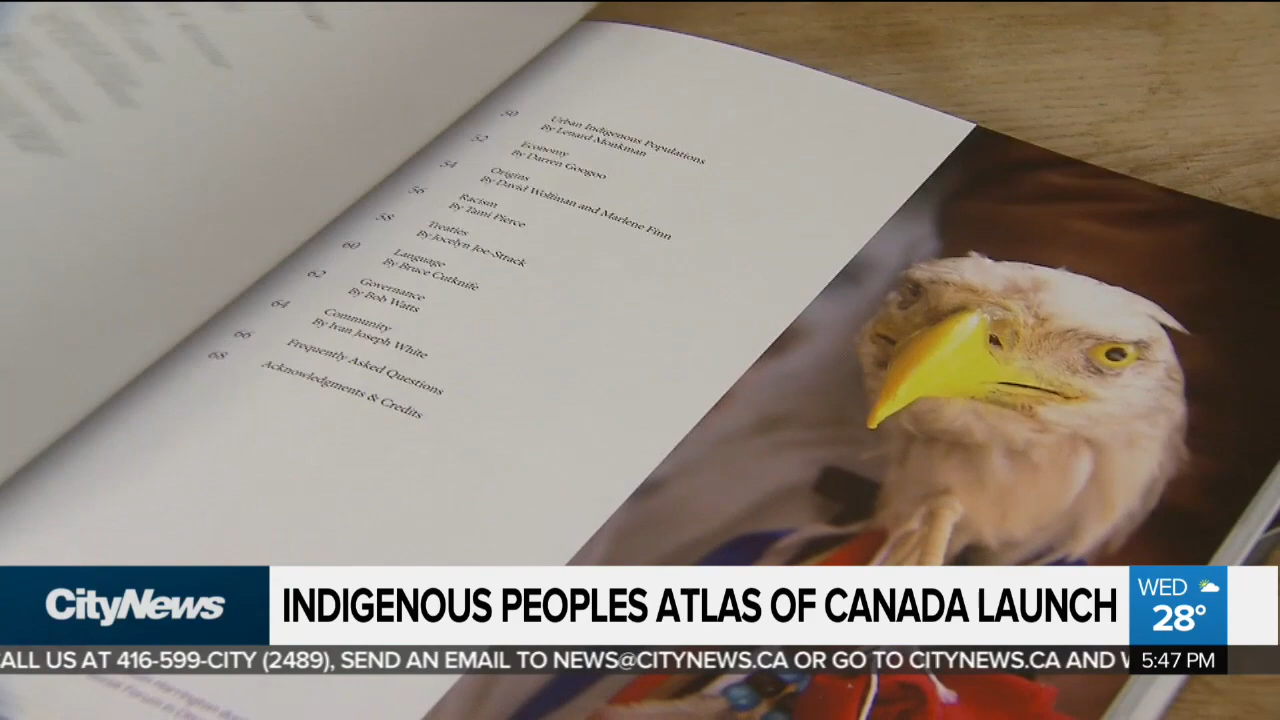 50 Urban Indigenous Populations
By Lenard Monkman
52 Economy
By Darren Googoo
54 Origins
By David Wolfman and Marlene Finn
56 Racism
By Tami Pierce
58 Treaties
By Jocelyn Joe-Strack
60 Language
By Bruce Cutknife
62 Governance
By Bob Watts
64 Community
By Ivan Joseph White
66 Frequently Asked Questions
68 Acknowledgments & Credits
CityNews
INDIGENOUS PEOPLES ATLAS OF CANADA LAUNCH
WED
28°
ALL US AT 416-599-CITY (2489), SEND AN EMAIL TO NEWS@CITYNEWS.CA OR GO TO CITYNEWS.CA AND
5:47 PM